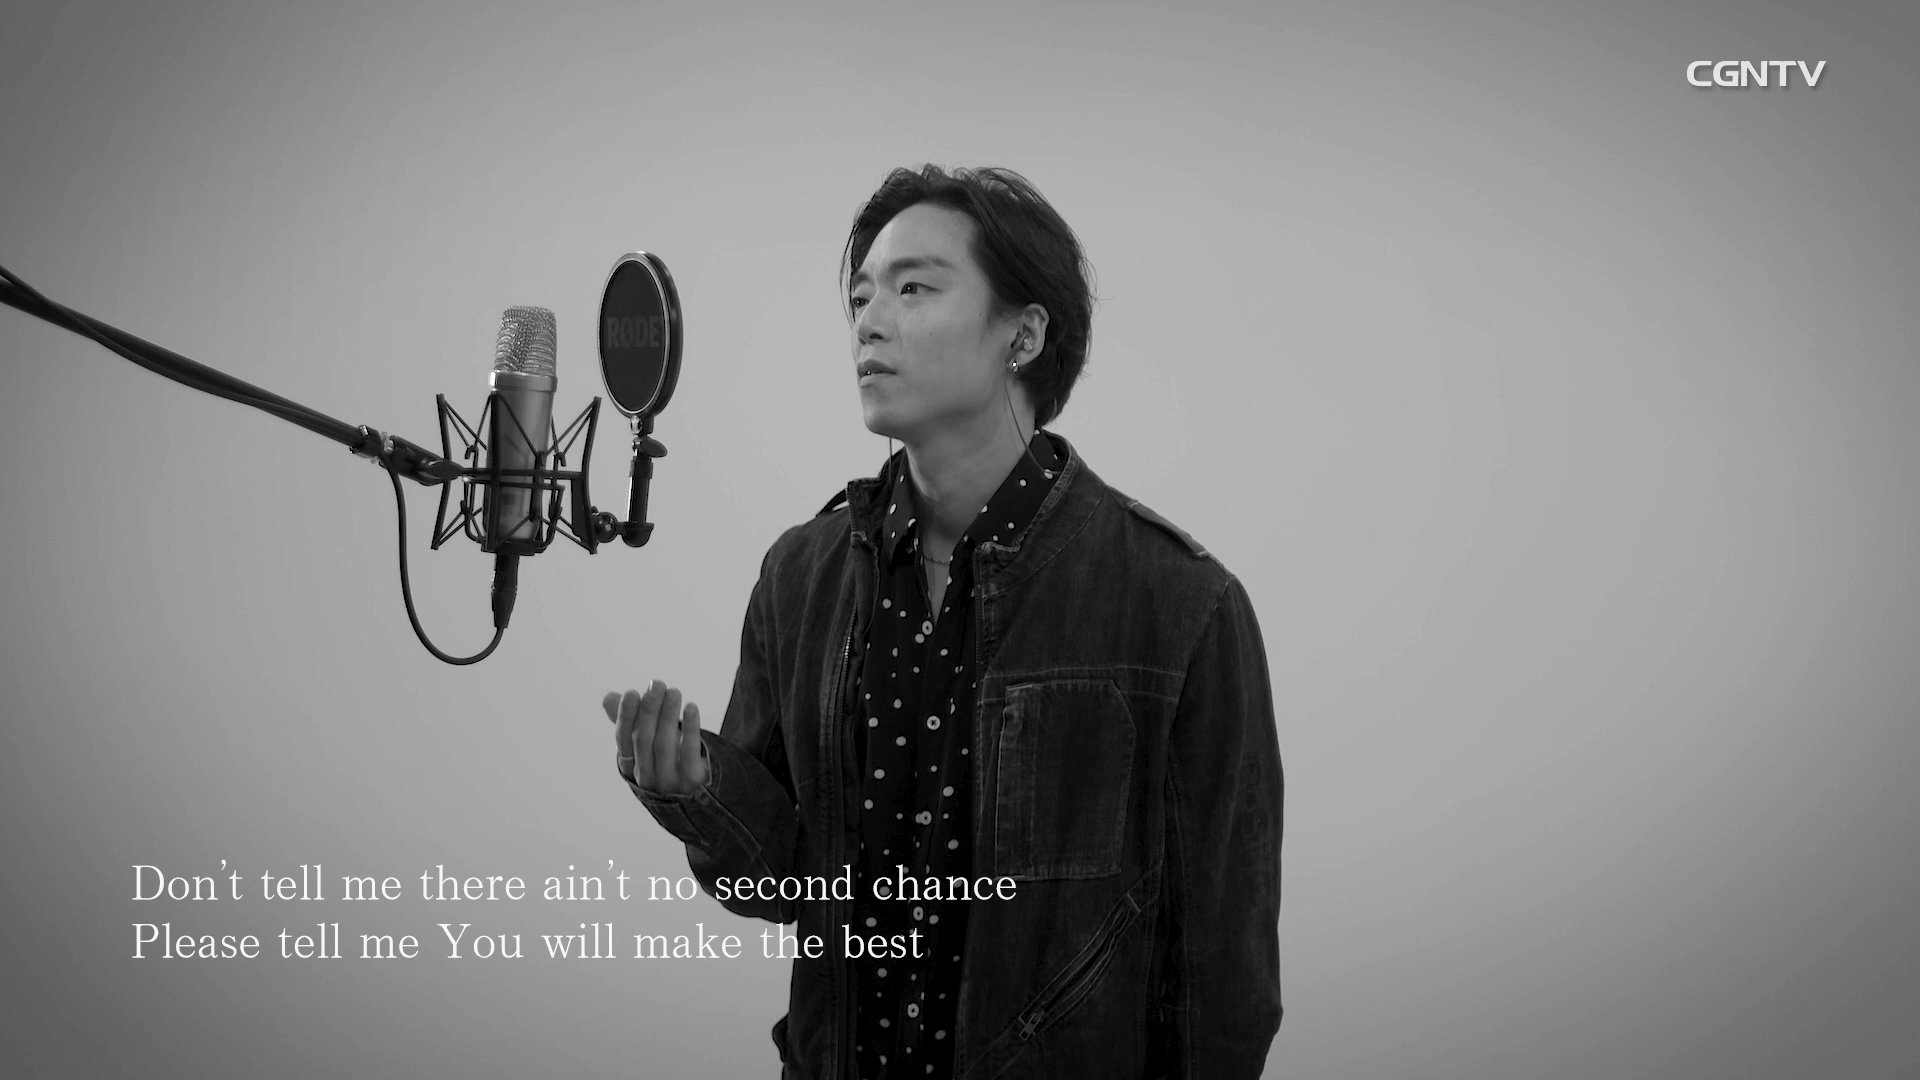 CGNTV
RØDE
Don't tell me there ain't no second chance
Please tell me You will make the best